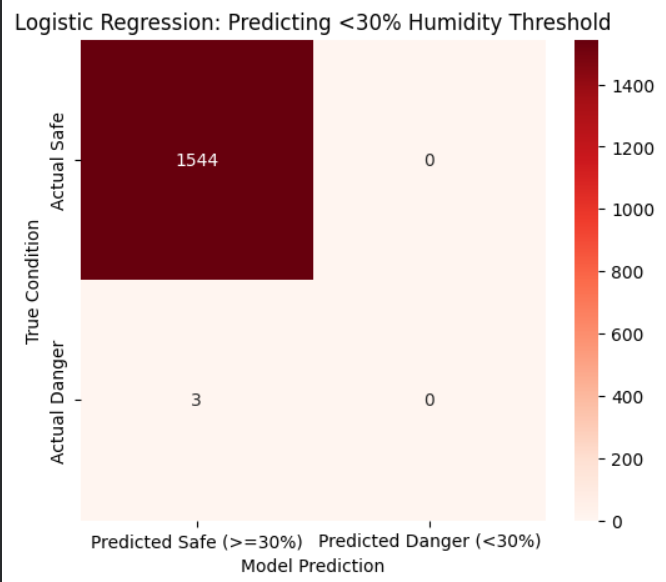 Logistic Regression: Predicting <30% Humidity Threshold
Actual Safe
Actual Danger
True Condition
1544
0
3
0
Predicted Safe (>=30%)
Predicted Danger (<30%)
Model Prediction
1400
1200
1000
800
600
400
200
0